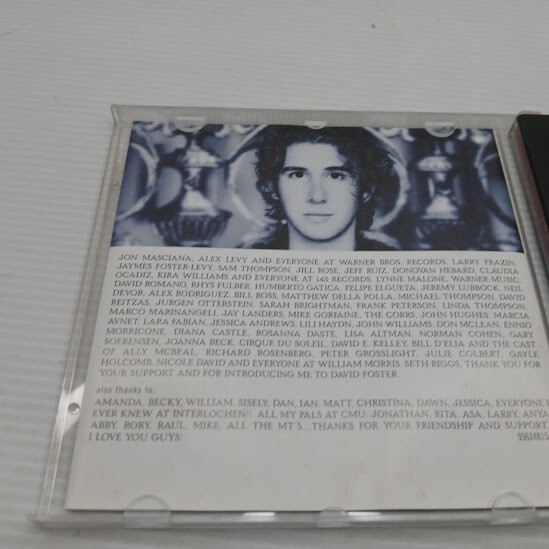 JON MASCIANA, ALEX LEVY AND EVERYONE AT WARNER BROS. RECORDS, LARRY FRAZIN,
JAYMES FOSTER-LEVY, SAM THOMPSON, JILL ROSE, JEFF RUIZ, DONOVAN HEBARD, CLAUDIA
OCADIZ, KIRA WILLIAMS AND EVERYONE AT 143 RECORDS, LYNNE MALONE, WARNER MUSIC,
DAVID ROMANO, RHYS FULBER, HUMBERTO GATICA, FELIPE ELGUETA, JEREMY LUBBOCK, NEIL
DEVOR, ALEX RODRIGUEZ, BILL ROSS, MATTHEW DELLA POLLA, MICHAEL THOMPSON, DAVID
REITZAS, JURGEN OTTERSTEIN, SARAH BRIGHTMAN, FRANK PETERSON, LINDA THOMPSON,
MARCO MARINANGELI, JAY LANDERS, MIKE GORFAINE, THE CORRS, JOHN HUGHES, MARCIA
AVNET, LARA FABIAN, JESSICA ANDREWS, LILI HAYDN, JOHN WILLIAMS, DON MCLEAN, ENNIO
MORRICONE, DIANA CASTLE, ROSANNA DASTE, LISA ALTMAN, NORMAN COHEN, GABY
SOERENSEN, JOANNA BECK, CIRQUE DU SOLEIL, DAVID E. KELLEY, BILL D'ELIA AND THE CAST
OF ALLY MCBEAL, RICHARD ROSENBERG, PETER GROSSLIGHT, JULIE COLBERT, GAYLE
HOLCOMB, NICOLE DAVID AND EVERYONE AT WILLIAM MORRIS, SETH RIGGS, THANK YOU FOR
YOUR SUPPORT AND FOR INTRODUCING ME TO DAVID FOSTER.
also thanks to...
AMANDA, BECKY, WILLIAM, SISELY, DAN, IAN, MATT, CHRISTINA, DAWN, JESSICA, EVERYONE I
EVER KNEW AT INTERLOCHEN!! ALL MY PALS AT CMU: JONATHAN, RITA, ASA, LARRY, ANYA
ABBY, RORY, RAUL, MIKE, ALL THE MT'S...THANKS FOR YOUR FRIENDSHIP AND SUPPORT,
I LOVE YOU GUYS!